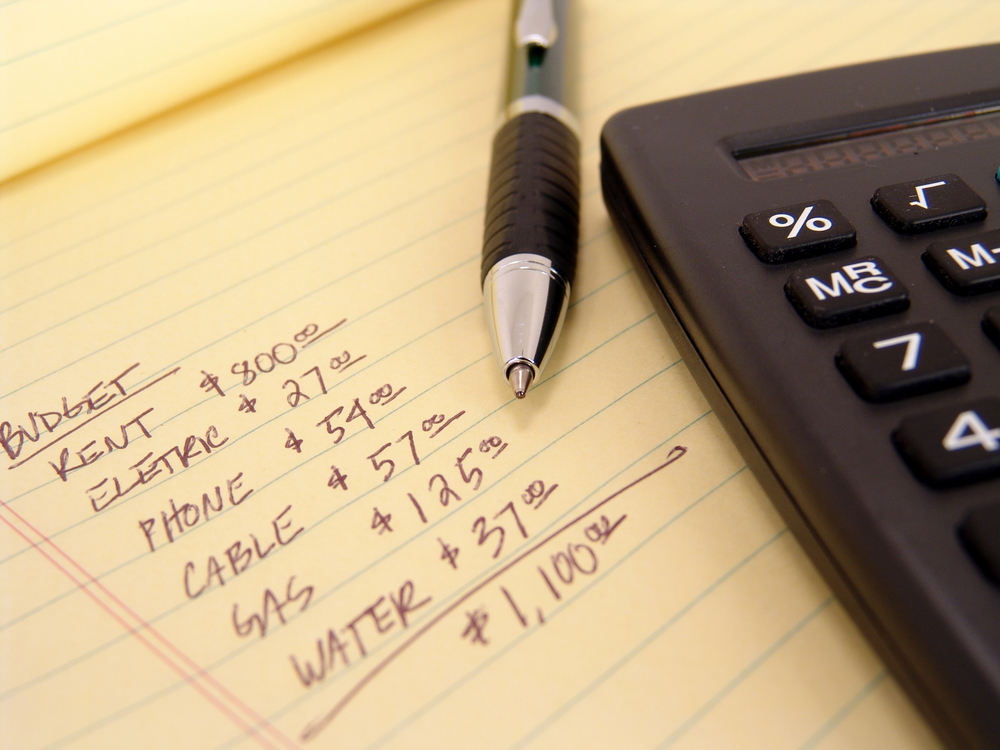 BUDGET
RENT $800⁰⁰
ELETRIC $27⁰⁰
PHONE $54⁰⁰
CABLE $57⁰⁰
GAS $125⁰⁰
WATER $37⁰⁰
$1,100⁰⁰
% √
MRC M-
7
4